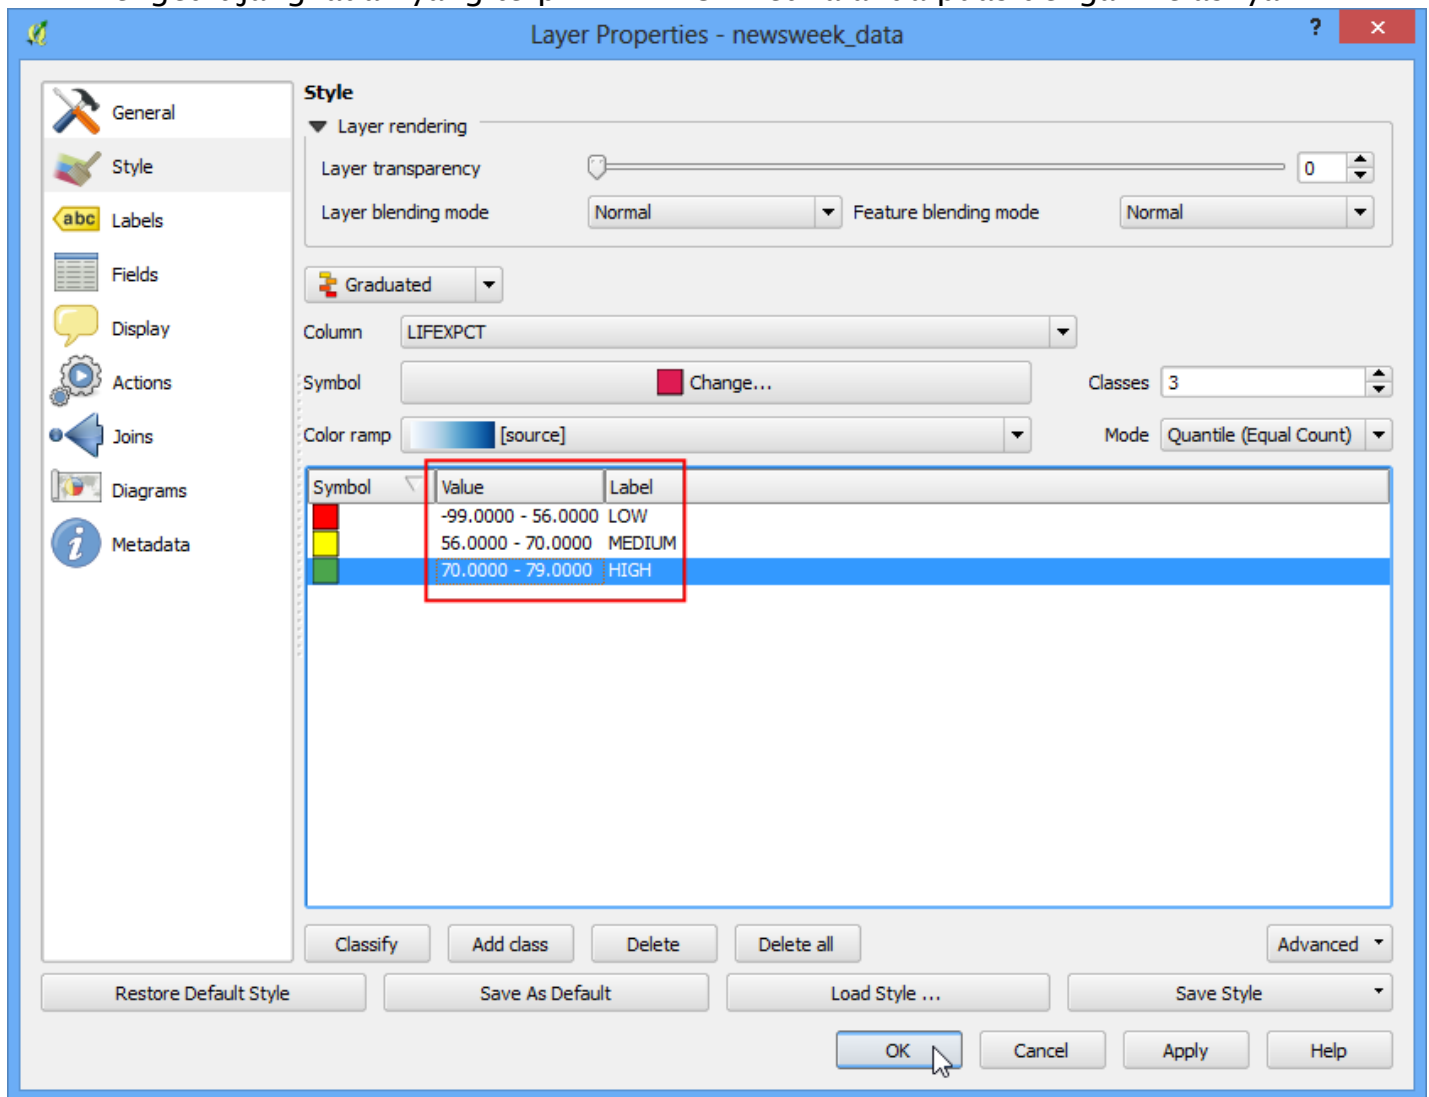 Layer Properties - newsweek_data ? ×
General
Style
Labels
Fields
Display
Actions
Joins
Diagrams
Metadata
abc
Style
Layer rendering
Layer transparency 0
Layer blending mode Normal Feature blending mode Normal
Graduated
Column LIFEXPCT
Symbol Change... Classes 3
Color ramp [source] Mode Quantile (Equal Count)
Symbol Value Label
-99.0000 - 56.0000 LOW
56.0000 - 70.0000 MEDIUM
70.0000 - 79.0000 HIGH
Classify Add class Delete Delete all Advanced
Restore Default Style Save As Default Load Style ... Save Style
OK Cancel Apply Help